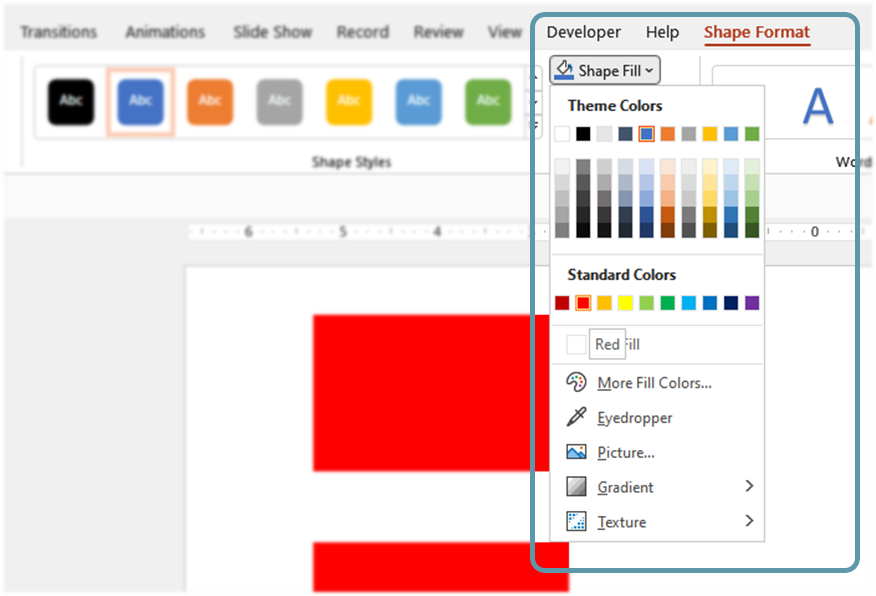 Transitions Animations Slide Show Record Review View Developer Help Shape Format
Abc Abc Abc Abc Abc Abc Abc Shape Fill A
Theme Colors
Shape Styles
Wor
6 5 4 0
Standard Colors
Red Fill
More Fill Colors...
Eyedropper
Picture...
Gradient
Texture